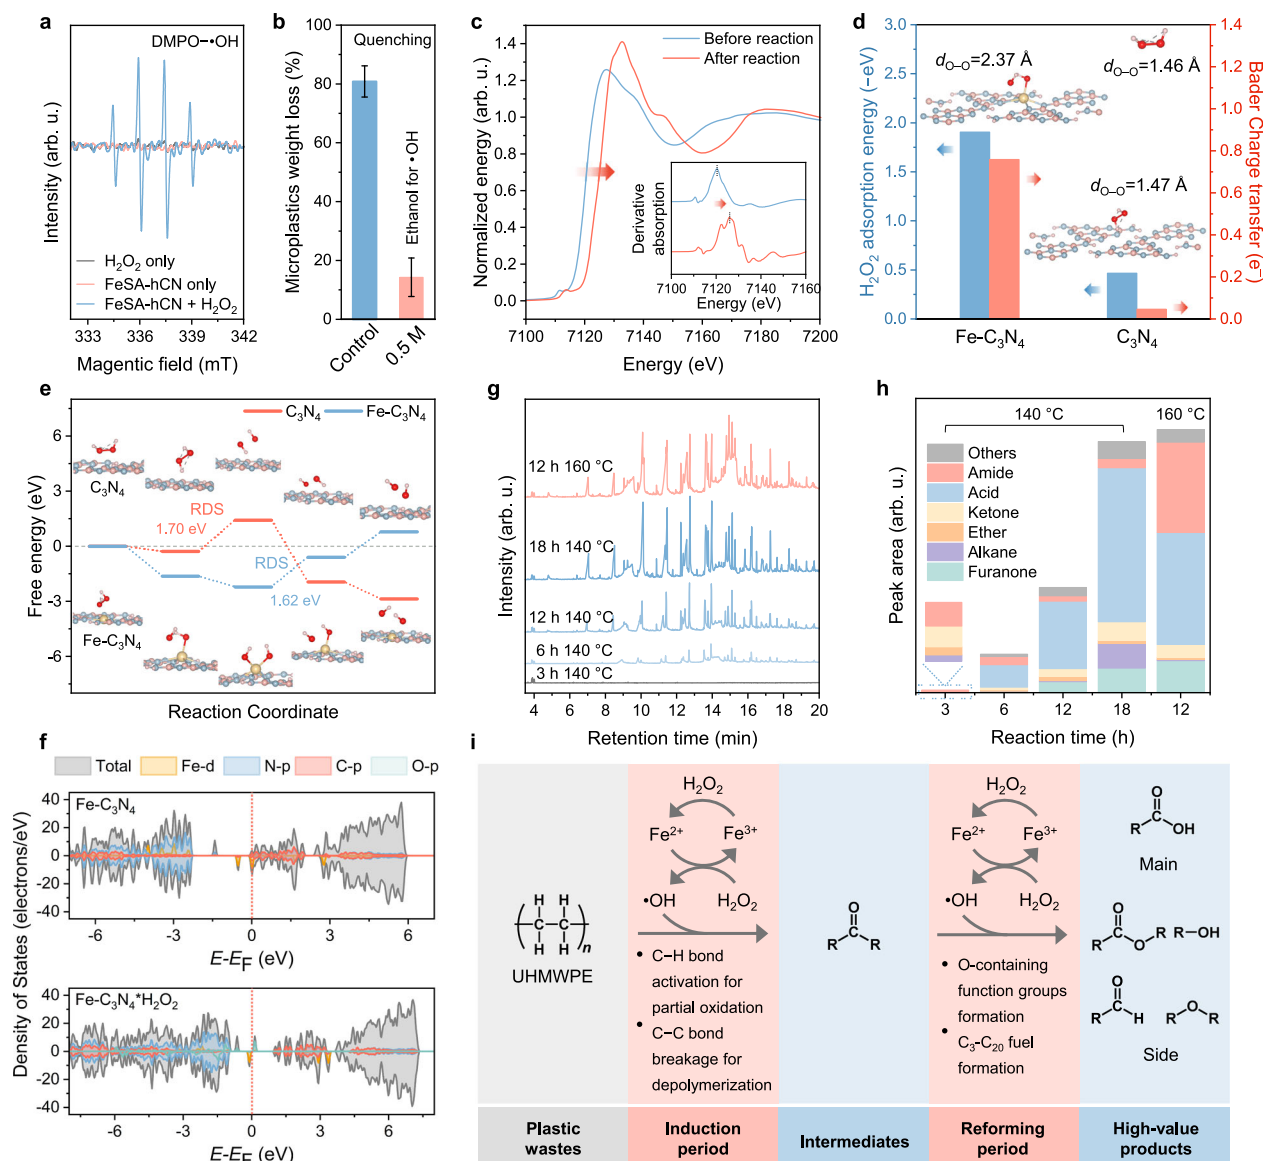 a
Intensity (arb. u.)
DMPO−•OH
H₂O₂ only
FeSA-hCN only
FeSA-hCN + H₂O₂
333 336 339 342
Magentic field (mT)
b
Microplastics weight loss (%)
100
80
60
40
20
0
Quenching
Ethanol for •OH
Control
0.5 M
c
Normalized energy (arb. u.)
1.4
1.2
1.0
0.8
0.6
0.4
0.2
0.0
Before reaction
After reaction
Derivative
absorption
7100 7120 7140 7160
Energy (eV)
7100 7120 7140 7160 7180 7200
Energy (eV)
d
H₂O₂ adsorption energy (−eV)
3.0
2.5
2.0
1.5
1.0
0.5
0.0
dO−O=2.37 Å
dO−O=1.46 Å
dO−O=1.47 Å
Fe-C₃N₄
C₃N₄
1.4
1.2
1.0
0.8
0.6
0.4
0.2
0.0
Bader Charge transfer (e⁻)
e
Free energy (eV)
6
3
0
-3
-6
C₃N₄
Fe-C₃N₄
C₃N₄
RDS
1.70 eV
RDS
1.62 eV
Fe-C₃N₄
Reaction Coordinate
g
Intensity (arb. u.)
12 h 160 °C
18 h 140 °C
12 h 140 °C
6 h 140 °C
3 h 140 °C
4 6 8 10 12 14 16 18 20
Retention time (min)
h
Peak area (arb. u.)
140 °C
160 °C
Others
Amide
Acid
Ketone
Ether
Alkane
Furanone
3 6 12 18 12
Reaction time (h)
f
Total
Fe-d
N-p
C-p
O-p
Density of States (electrons/eV)
Fe-C₃N₄
40
20
0
-20
-40
-6 -3 0 3 6
E-EF (eV)
Fe-C₃N₄*H₂O₂
40
20
0
-20
-40
-6 -3 0 3 6
E-EF (eV)
i
H
H
C
C
H
H
n
UHMWPE
H₂O₂
Fe²⁺
Fe³⁺
•OH
H₂O₂
• C−H bond
activation for
partial oxidation
• C−C bond
breakage for
depolymerization
O
R
R
H₂O₂
Fe²⁺
Fe³⁺
•OH
H₂O₂
• O-containing
function groups
formation
• C₃-C₂₀ fuel
formation
O
R
OH
Main
O
R
O
R
R−OH
O
R
H
R
O
R
Side
Plastic
wastes
Induction
period
Intermediates
Reforming
period
High-value
products